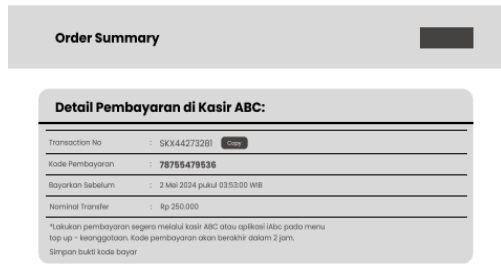 Order Summary
Detail Pembayaran di Kasir ABC:
Transaction No : SKX44273281 Copy
Kode Pembayaran : 78755479536
Bayarkan Sebelum : 2 Mei 2024 pukul 03:53:00 WIB
Nominal Transfer : Rp 250.000
*Lakukan pembayaran segera melalui kasir ABC atau aplikasi iAbc pada menu
top up - keanggotaan. Kode pembayaran akan berakhir dalam 2 jam.
Simpan bukti kode bayar